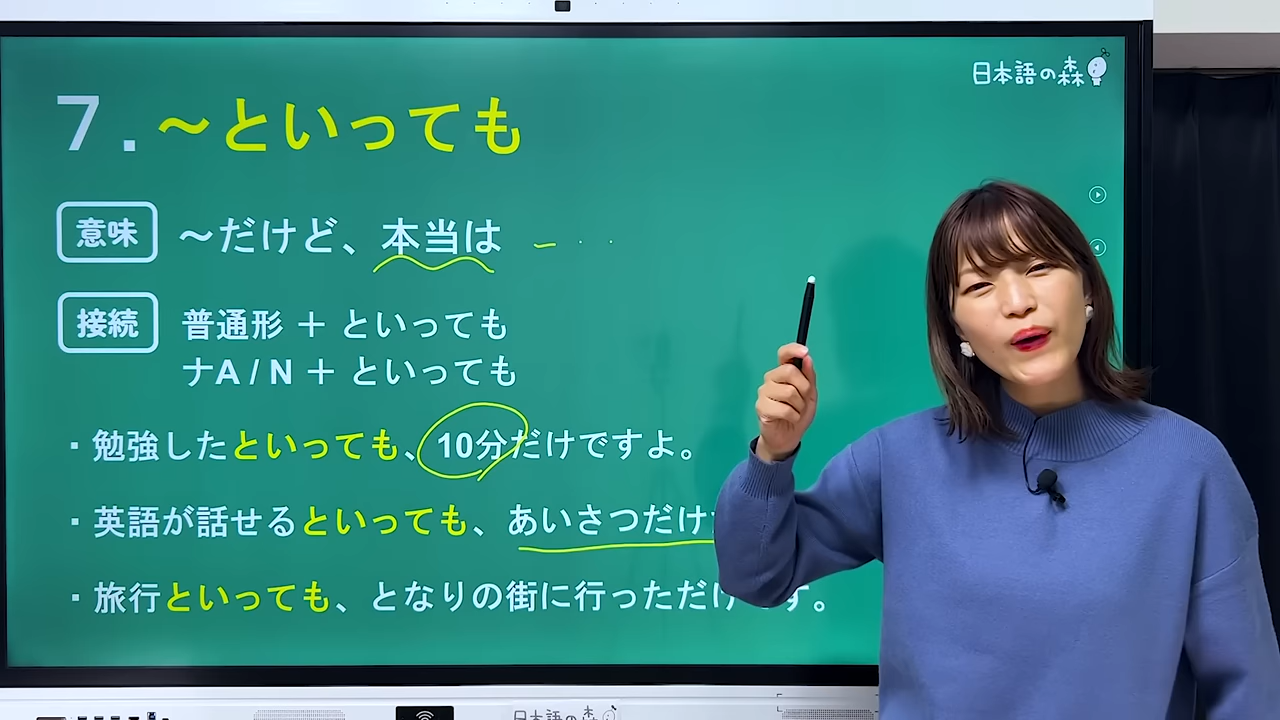 日本語の森
7. ～といっても
意味 ～だけど、本当は
接続 普通形 ＋ といっても
ナA / N ＋ といっても
・勉強したといっても、10分だけですよ。
・英語が話せるといっても、あいさつだけ
・旅行といっても、となりの街に行っただけです。
日本語の森